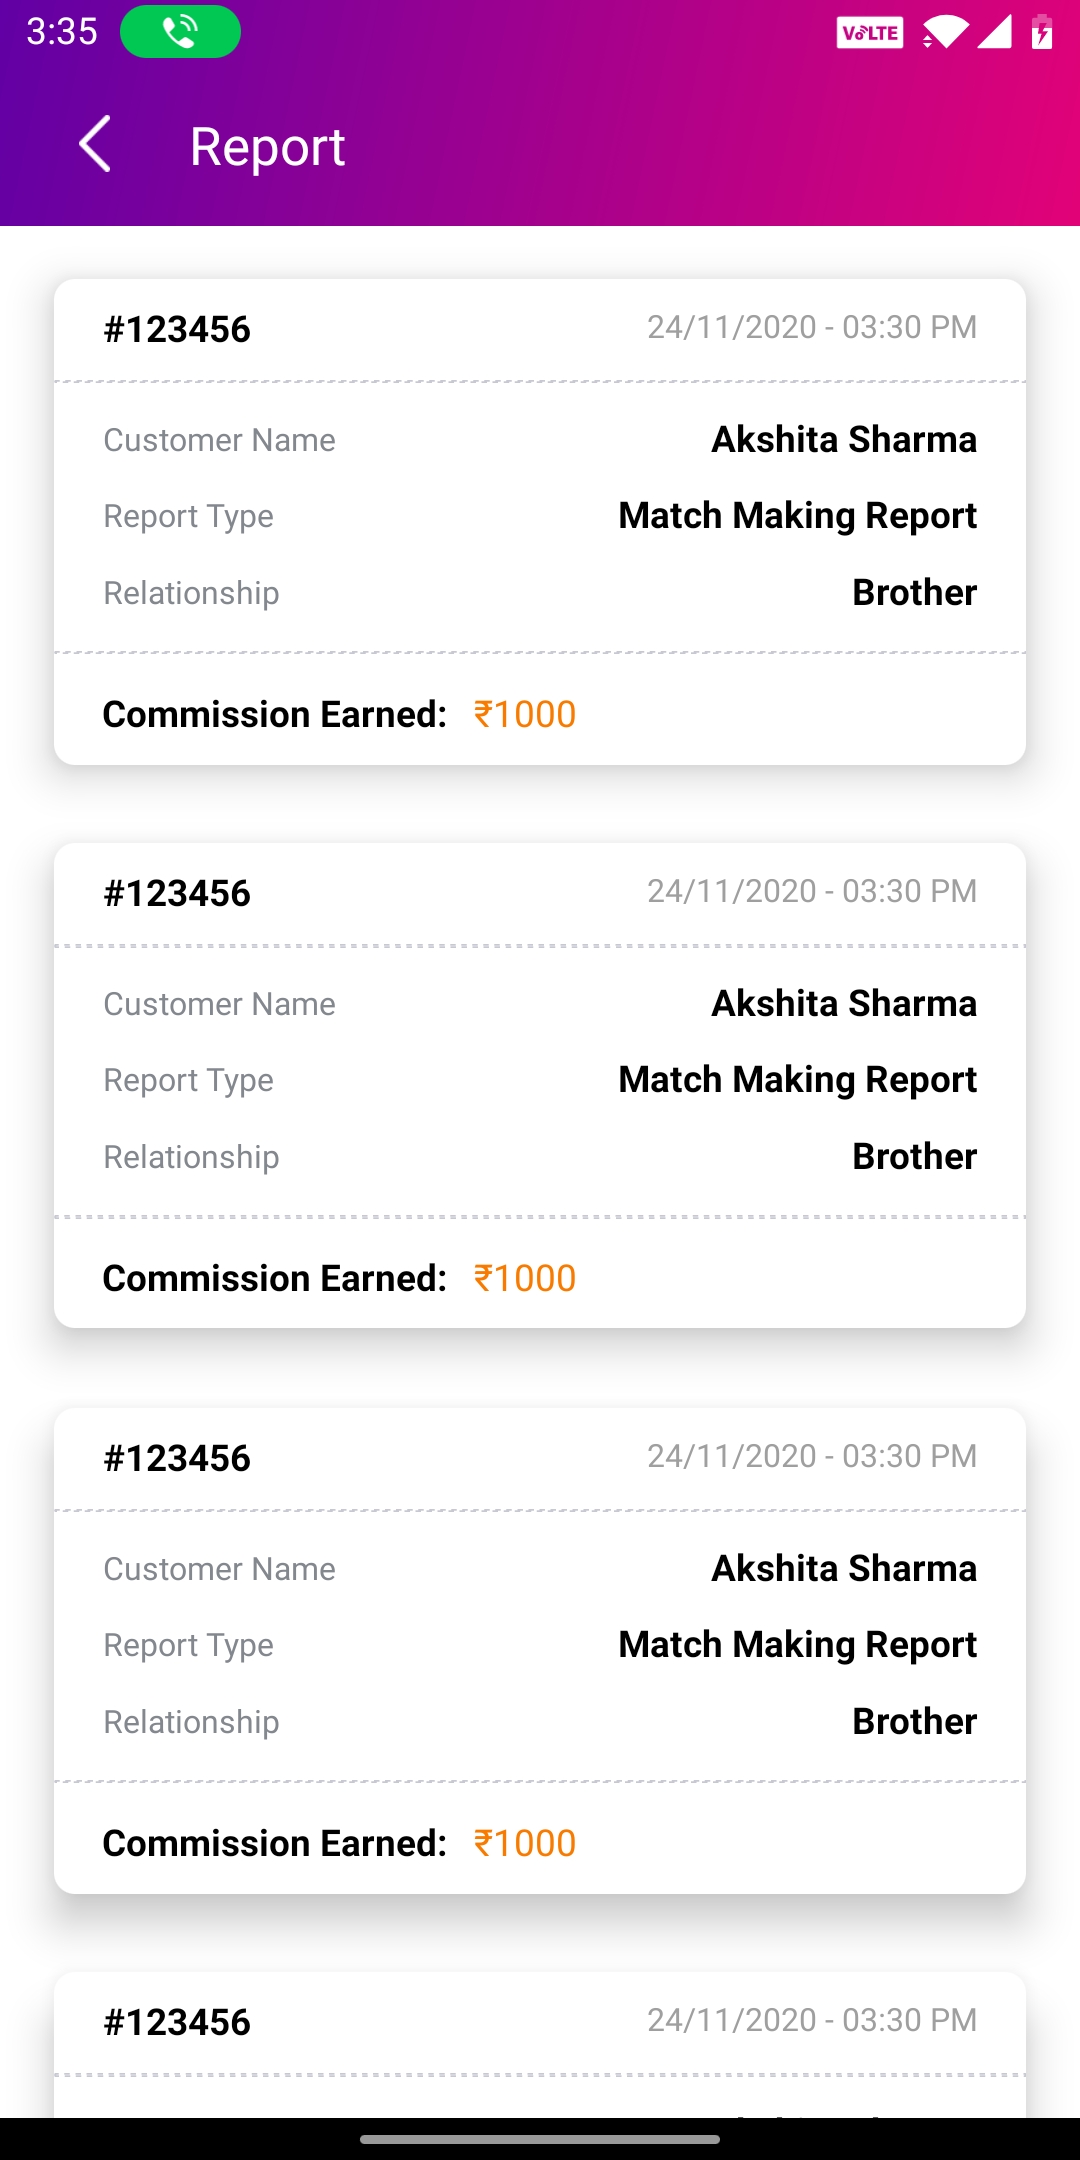 3:35
VoLTE
Report
#123456 24/11/2020 - 03:30 PM
Customer Name Akshita Sharma
Report Type Match Making Report
Relationship Brother
Commission Earned: ₹1000
#123456 24/11/2020 - 03:30 PM
Customer Name Akshita Sharma
Report Type Match Making Report
Relationship Brother
Commission Earned: ₹1000
#123456 24/11/2020 - 03:30 PM
Customer Name Akshita Sharma
Report Type Match Making Report
Relationship Brother
Commission Earned: ₹1000
#123456 24/11/2020 - 03:30 PM